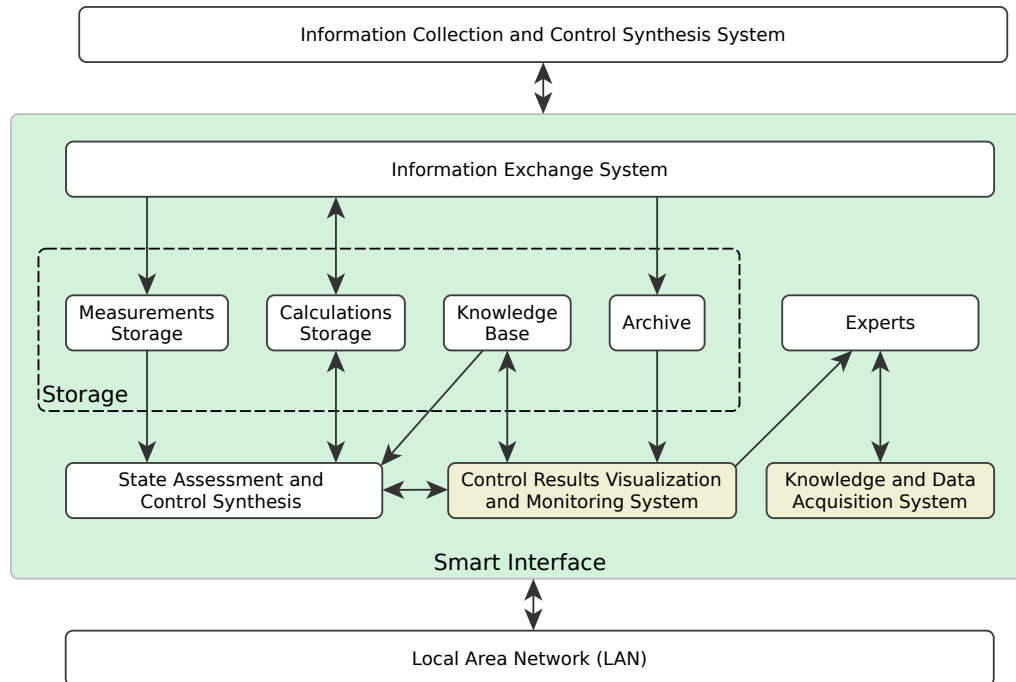 Information Collection and Control Synthesis System
Information Exchange System
Measurements
Storage
Calculations
Storage
Knowledge
Base
Archive
Experts
Storage
State Assessment and
Control Synthesis
Control Results Visualization
and Monitoring System
Knowledge and Data
Acquisition System
Smart Interface
Local Area Network (LAN)